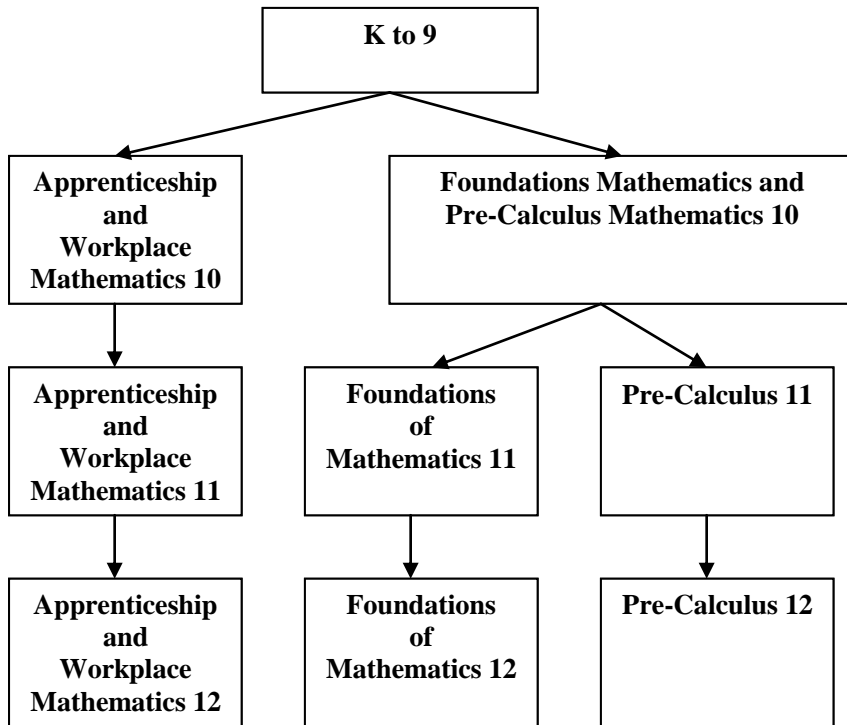 K to 9
Apprenticeship
and
Workplace
Mathematics 10
Foundations Mathematics and
Pre-Calculus Mathematics 10
Apprenticeship
and
Workplace
Mathematics 11
Foundations
of
Mathematics 11
Pre-Calculus 11
Apprenticeship
and
Workplace
Mathematics 12
Foundations
of
Mathematics 12
Pre-Calculus 12